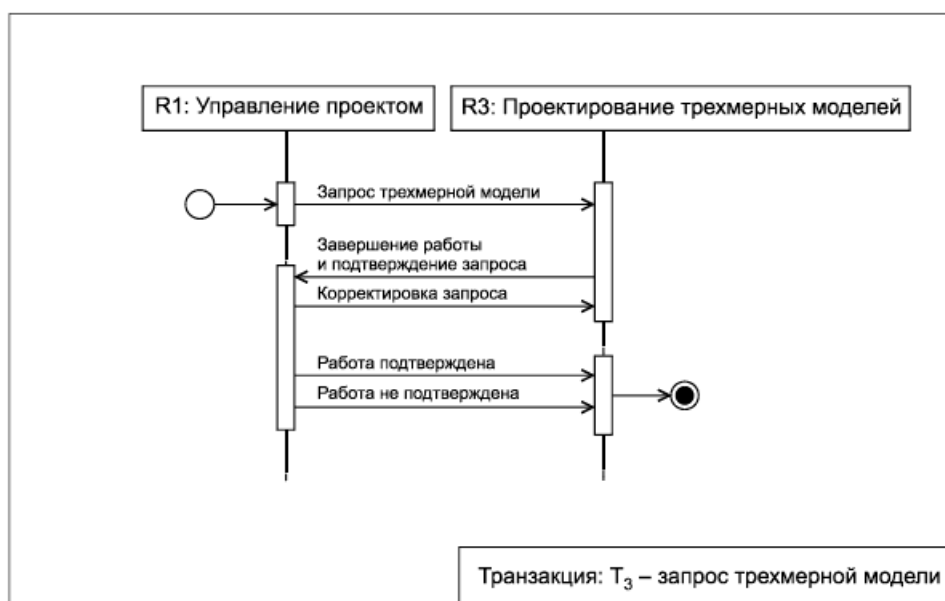 R1: Управление проектом
R3: Проектирование трехмерных моделей
Запрос трехмерной модели
Завершение работы
и подтверждение запроса
Корректировка запроса
Работа подтверждена
Работа не подтверждена
Транзакция: T₃ – запрос трехмерной модели